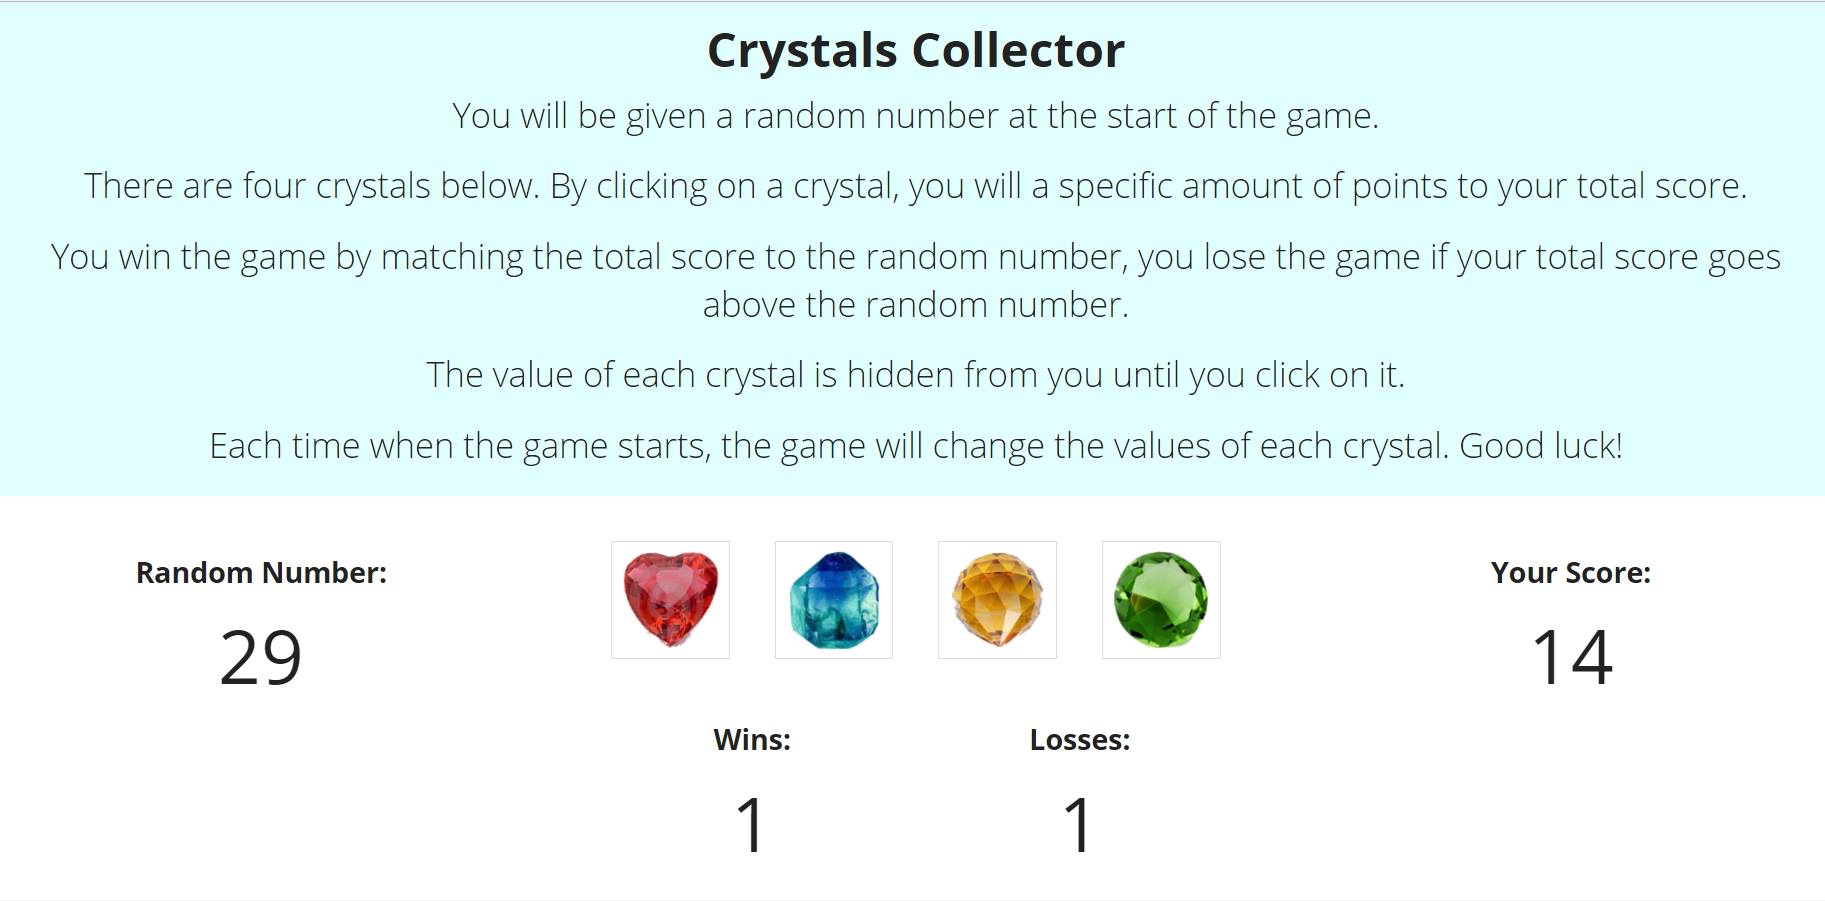 Crystals Collector
You will be given a random number at the start of the game.
There are four crystals below. By clicking on a crystal, you will a specific amount of points to your total score.
You win the game by matching the total score to the random number, you lose the game if your total score goes
above the random number.
The value of each crystal is hidden from you until you click on it.
Each time when the game starts, the game will change the values of each crystal. Good luck!
Random Number:
29
Your Score:
14
Wins:
1
Losses:
1